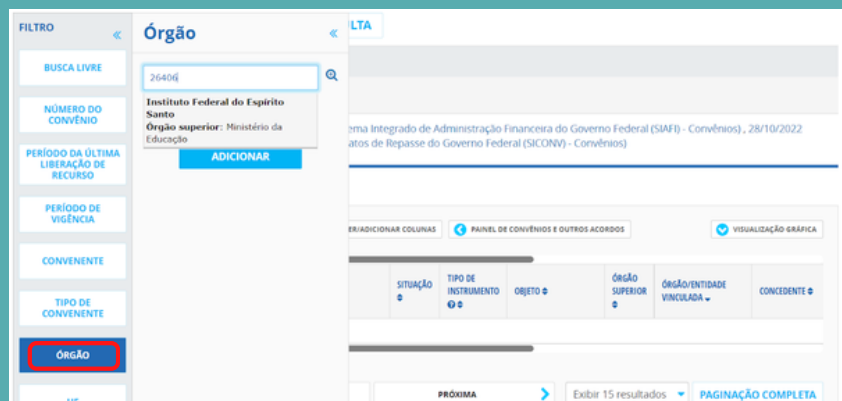 FILTRO «
BUSCA LIVRE
NÚMERO DO
CONVÊNIO
PERÍODO DA ÚLTIMA
LIBERAÇÃO DE
RECURSO
PERÍODO DE
VIGÊNCIA
CONVENENTE
TIPO DE
CONVENENTE
ÓRGÃO
Órgão «
26406
Instituto Federal do Espírito
Santo
Órgão superior: Ministério da
Educação
ADICIONAR
LTA
ema Integrado de Administração Financeira do Governo Federal (SIAFI) - Convênios) , 28/10/2022
atos de Repasse do Governo Federal (SICONV) - Convênios)
ER/ADICIONAR COLUNAS
PAINEL DE CONVÊNIOS E OUTROS ACORDOS
VISUALIZAÇÃO GRÁFICA
SITUAÇÃO
TIPO DE
INSTRUMENTO
OBJETO
ÓRGÃO
SUPERIOR
ÓRGÃO/ENTIDADE
VINCULADA
CONCEDENTE
PRÓXIMA
Exibir 15 resultados
PAGINAÇÃO COMPLETA